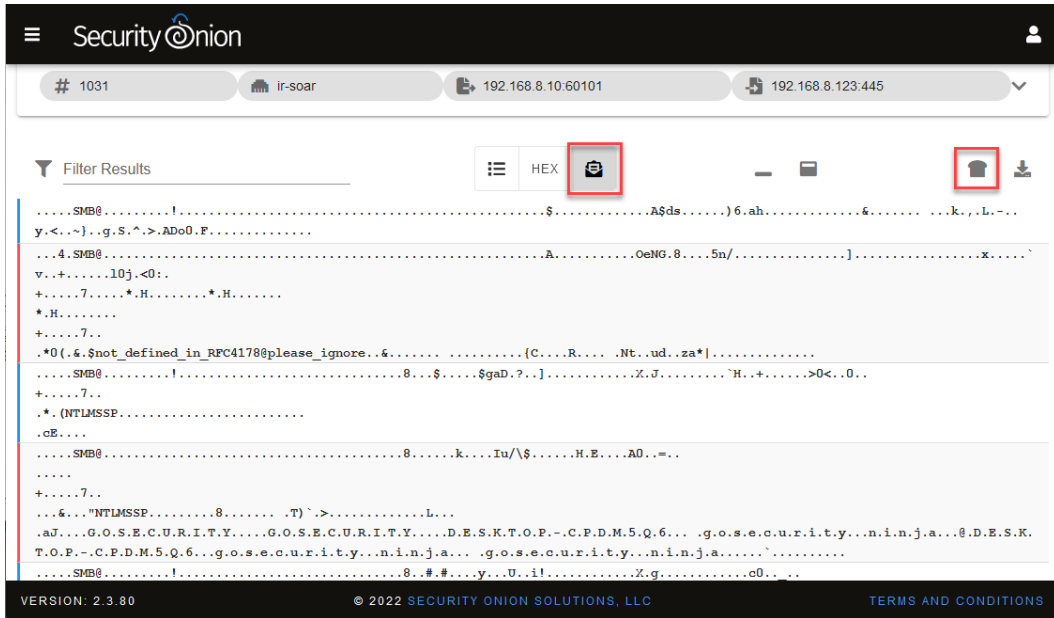 Security Onion
1031
ir-soar
192.168.8.10:60101
192.168.8.123:445
Filter Results
HEX
.....SMB@.........!................................................$.............A$ds......)6.ah.............&....... ...k.,.L.-..
y.<..~}..g.S.^.>.ADo0.F..............
...4.SMB@..........................................................A...........OeNG.8....5n/...............]..................x.....`
v..+......l0j.<0:.
+.....7.....*.H........*.H.......
*.H........
+.....7..
.*0(.&.$not_defined_in_RFC4178@please_ignore..&....... ..........{C....R.... .Nt..ud..za*|..............
.....SMB@.........!..............................8...$.....$gaD.?..]............X.J.........`H..+......>0<..0..
+.....7..
.*.(NTLMSSP.........................
.cE....
.....SMB@........................................8......k....Iu/\$......H.E....A0..=..
.....
+.....7..
...&..."NTLMSSP.........8....... .T)`.>............L...
.aJ....G.O.S.E.C.U.R.I.T.Y.....G.O.S.E.C.U.R.I.T.Y.....D.E.S.K.T.O.P.-.C.P.D.M.5.Q.6... .g.o.s.e.c.u.r.i.t.y...n.i.n.j.a...@.D.E.S.K.
T.O.P.-.C.P.D.M.5.Q.6...g.o.s.e.c.u.r.i.t.y...n.i.n.j.a... .g.o.s.e.c.u.r.i.t.y...n.i.n.j.a......`..........
.....SMB@.........!..............................8..#.#....y...U..i!............X.g............c0.._..
VERSION: 2.3.80
© 2022 SECURITY ONION SOLUTIONS, LLC
TERMS AND CONDITIONS